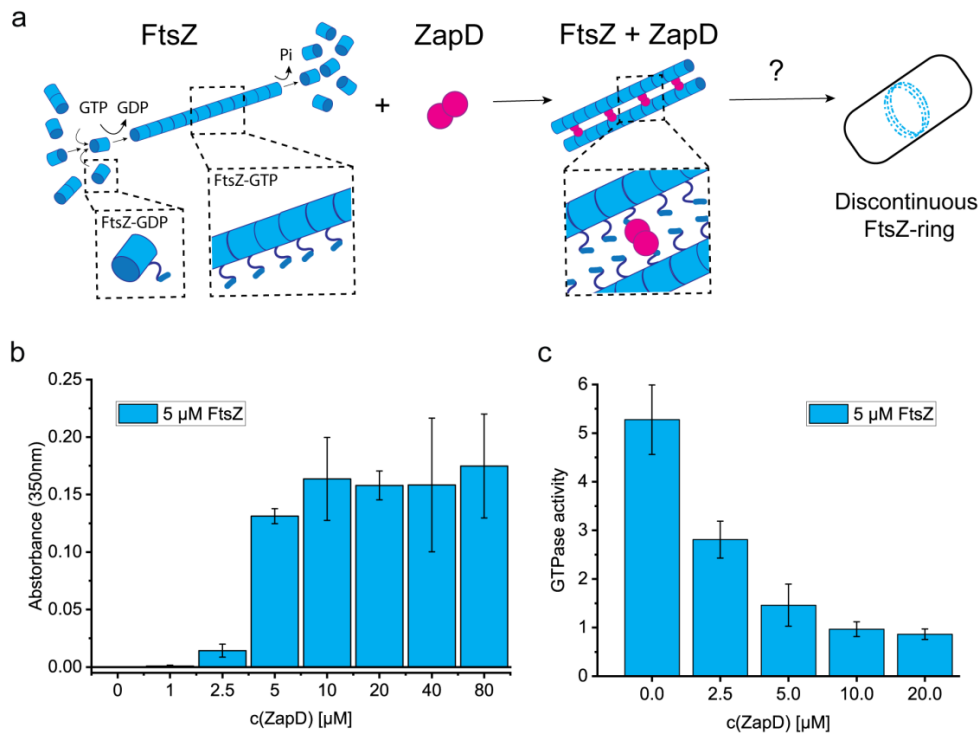 a
FtsZ
ZapD
FtsZ + ZapD
Pi
GTP GDP
+
?
FtsZ-GDP
FtsZ-GTP
Discontinuous
FtsZ-ring
b
Abstorbance (350nm)
0.25
0.20
0.15
0.10
0.05
0.00
5 µM FtsZ
0 1 2.5 5 10 20 40 80
c(ZapD) [µM]
c
GTPase activity
6
5
4
3
2
1
0
5 µM FtsZ
0.0 2.5 5.0 10.0 20.0
c(ZapD) [µM]